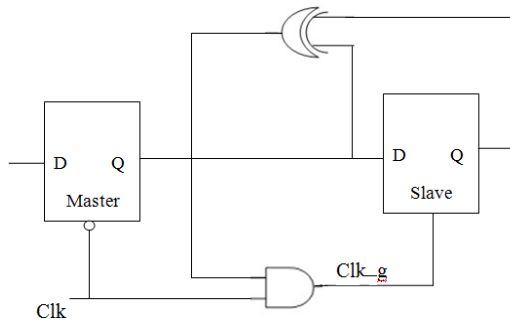 D Q
Master
D Q
Slave
Clk_g
Clk